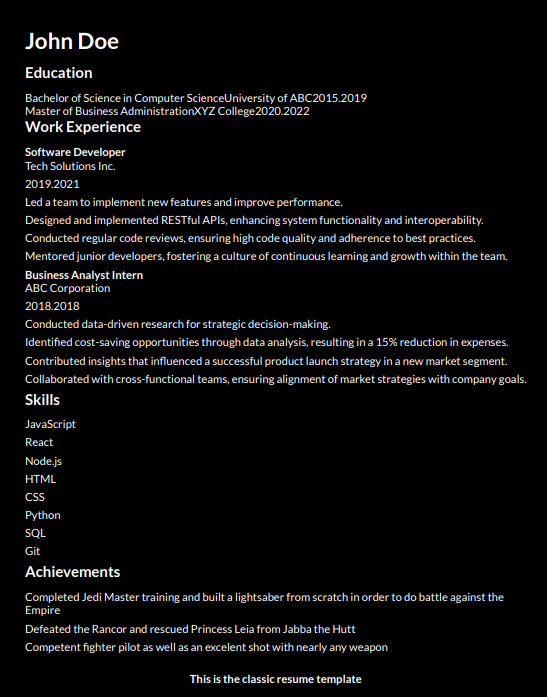 John Doe
Education
Bachelor of Science in Computer ScienceUniversity of ABC2015.2019
Master of Business AdministrationXYZ College2020.2022
Work Experience
Software Developer
Tech Solutions Inc.
2019.2021
Led a team to implement new features and improve performance.
Designed and implemented RESTful APIs, enhancing system functionality and interoperability.
Conducted regular code reviews, ensuring high code quality and adherence to best practices.
Mentored junior developers, fostering a culture of continuous learning and growth within the team.
Business Analyst Intern
ABC Corporation
2018.2018
Conducted data-driven research for strategic decision-making.
Identified cost-saving opportunities through data analysis, resulting in a 15% reduction in expenses.
Contributed insights that influenced a successful product launch strategy in a new market segment.
Collaborated with cross-functional teams, ensuring alignment of market strategies with company goals.
Skills
JavaScript
React
Node.js
HTML
CSS
Python
SQL
Git
Achievements
Completed Jedi Master training and built a lightsaber from scratch in order to do battle against the
Empire
Defeated the Rancor and rescued Princess Leia from Jabba the Hutt
Competent fighter pilot as well as an excelent shot with nearly any weapon
This is the classic resume template